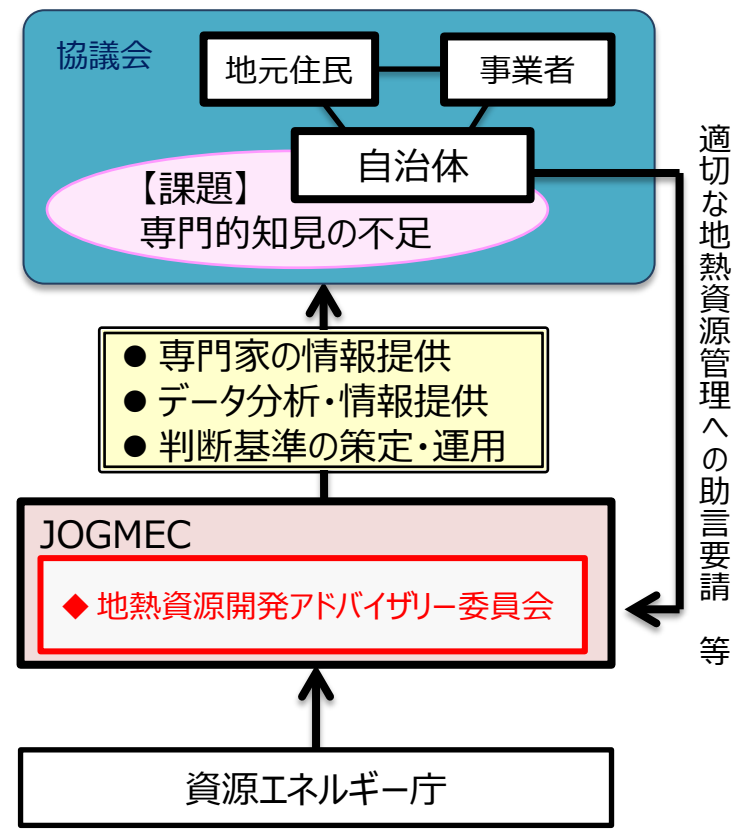 協議会
地元住民
事業者
自治体
【課題】
専門的知見の不足
● 専門家の情報提供
● データ分析・情報提供
● 判断基準の策定・運用
適切な地熱資源管理への助言要請 等
JOGMEC
◆ 地熱資源開発アドバイザリー委員会
資源エネルギー庁